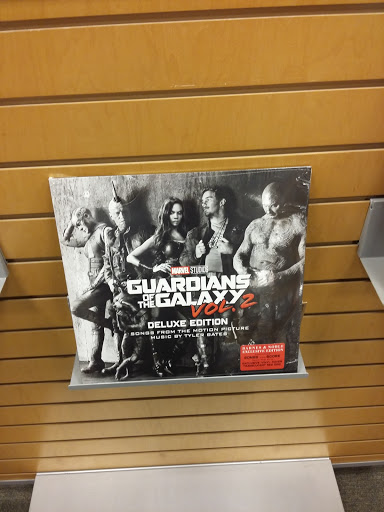 MARVEL STUDIOS
GUARDIANS
OF THE
GALAXY
VOL. 2
DELUXE EDITION
SONGS FROM THE MOTION PICTURE
MUSIC BY TYLER BATES
BARNES & NOBLE
EXCLUSIVE EDITION